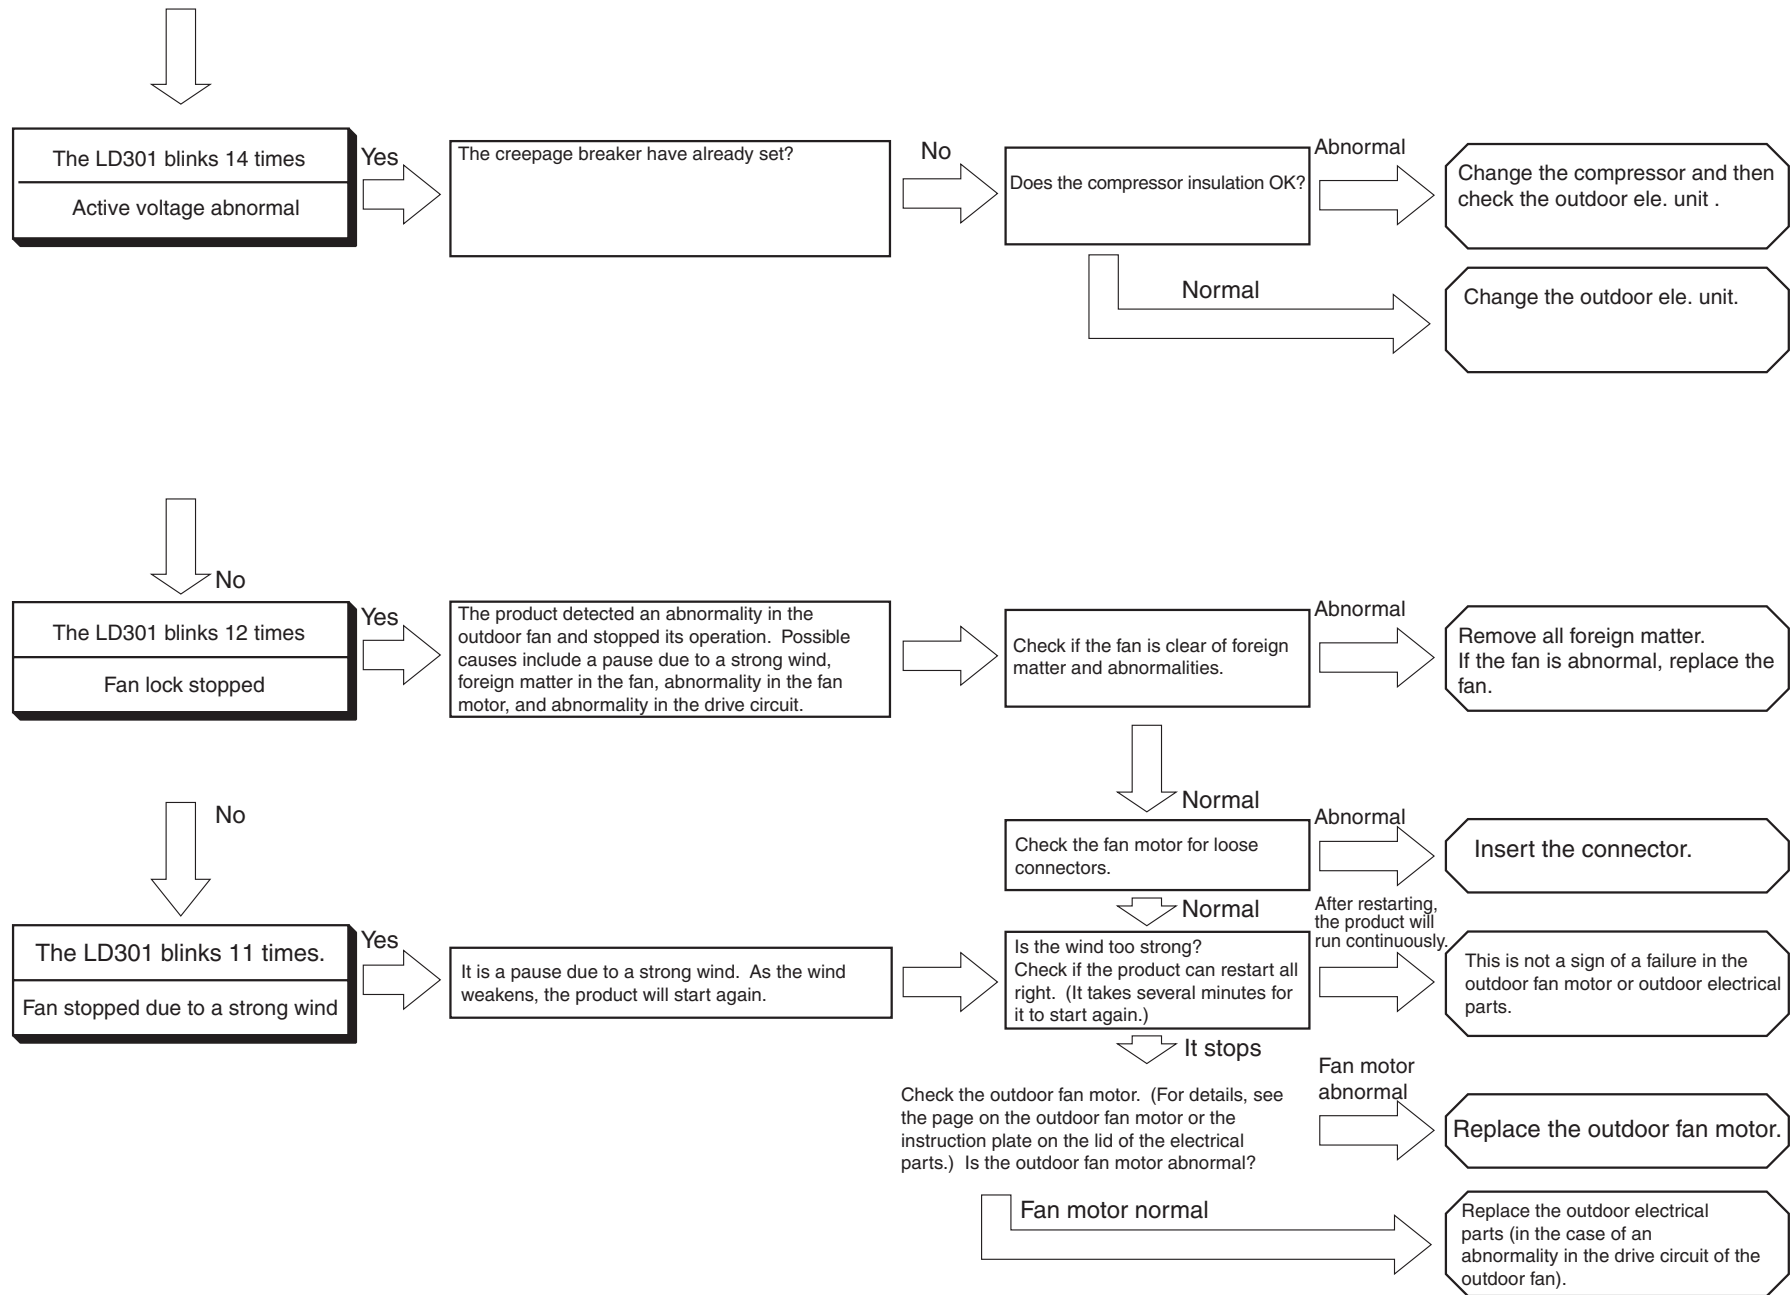 The LD301 blinks 14 times
Active voltage abnormal
Yes
The creepage breaker have already set?
No
Does the compressor insulation OK?
Abnormal
Change the compressor and then
check the outdoor ele. unit .
Normal
Change the outdoor ele. unit.
No
The LD301 blinks 12 times
Fan lock stopped
Yes
The product detected an abnormality in the
outdoor fan and stopped its operation.  Possible
causes include a pause due to a strong wind,
foreign matter in the fan, abnormality in the fan
motor, and abnormality in the drive circuit.
Check if the fan is clear of foreign
matter and abnormalities.
Abnormal
Remove all foreign matter.
If the fan is abnormal, replace the
fan.
Normal
Check the fan motor for loose
connectors.
Abnormal
Insert the connector.
Normal
No
The LD301 blinks 11 times.
Fan stopped due to a strong wind
Yes
It is a pause due to a strong wind.  As the wind
weakens, the product will start again.
Is the wind too strong?
Check if the product can restart all
right.  (It takes several minutes for
it to start again.)
After restarting,
the product will
run continuously.
This is not a sign of a failure in the
outdoor fan motor or outdoor electrical
parts.
It stops
Check the outdoor fan motor.  (For details, see
the page on the outdoor fan motor or the
instruction plate on the lid of the electrical
parts.)  Is the outdoor fan motor abnormal?
Fan motor
abnormal
Replace the outdoor fan motor.
Fan motor normal
Replace the outdoor electrical
parts (in the case of an
abnormality in the drive circuit of the
outdoor fan).